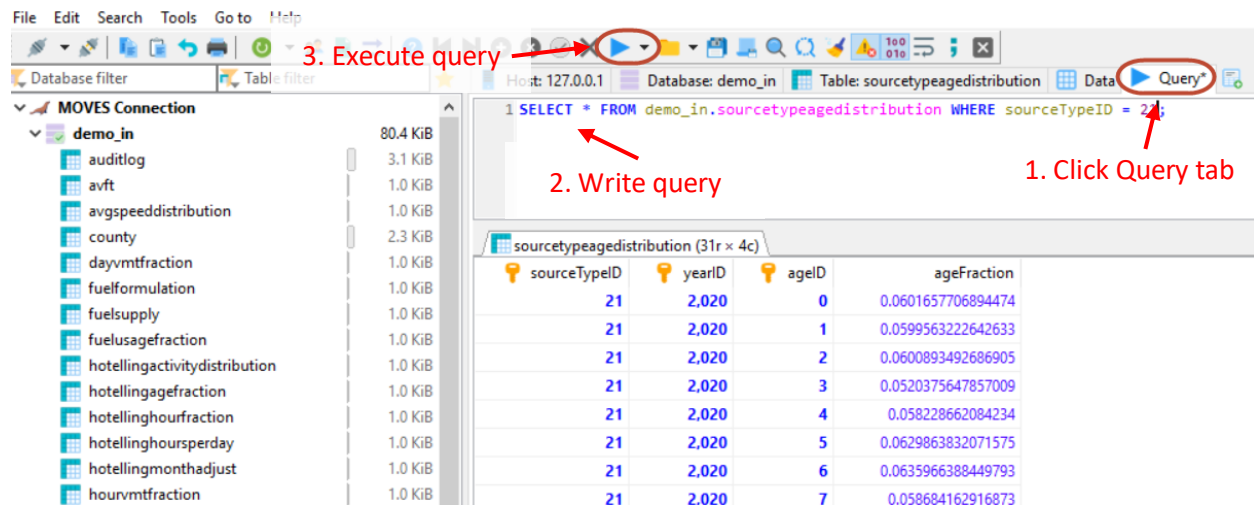 File Edit Search Tools Go to Help
3. Execute query
Database filter Table filter Host: 127.0.0.1 Database: demo_in Table: sourcetypeagedistribution Data Query*
MOVES Connection
1 SELECT * FROM demo_in.sourcetypeagedistribution WHERE sourceTypeID = 21;
demo_in 80.4 KiB
auditlog 3.1 KiB
avft 1.0 KiB
avgspeeddistribution 1.0 KiB
county 2.3 KiB
dayvmtfraction 1.0 KiB
fuelformulation 1.0 KiB
fuelsupply 1.0 KiB
fuelusagefraction 1.0 KiB
hotellingactivitydistribution 1.0 KiB
hotellingagefraction 1.0 KiB
hotellinghourfraction 1.0 KiB
hotellinghoursperday 1.0 KiB
hotellingmonthadjust 1.0 KiB
hourvmtfraction 1.0 KiB
2. Write query
1. Click Query tab
sourcetypeagedistribution (31r × 4c)
sourceTypeID yearID ageID ageFraction
21 2,020 0 0.0601657706894474
21 2,020 1 0.0599563222642633
21 2,020 2 0.0600893492686905
21 2,020 3 0.0520375647857009
21 2,020 4 0.058228662084234
21 2,020 5 0.0629863832071575
21 2,020 6 0.0635966388449793
21 2,020 7 0.058684162916873